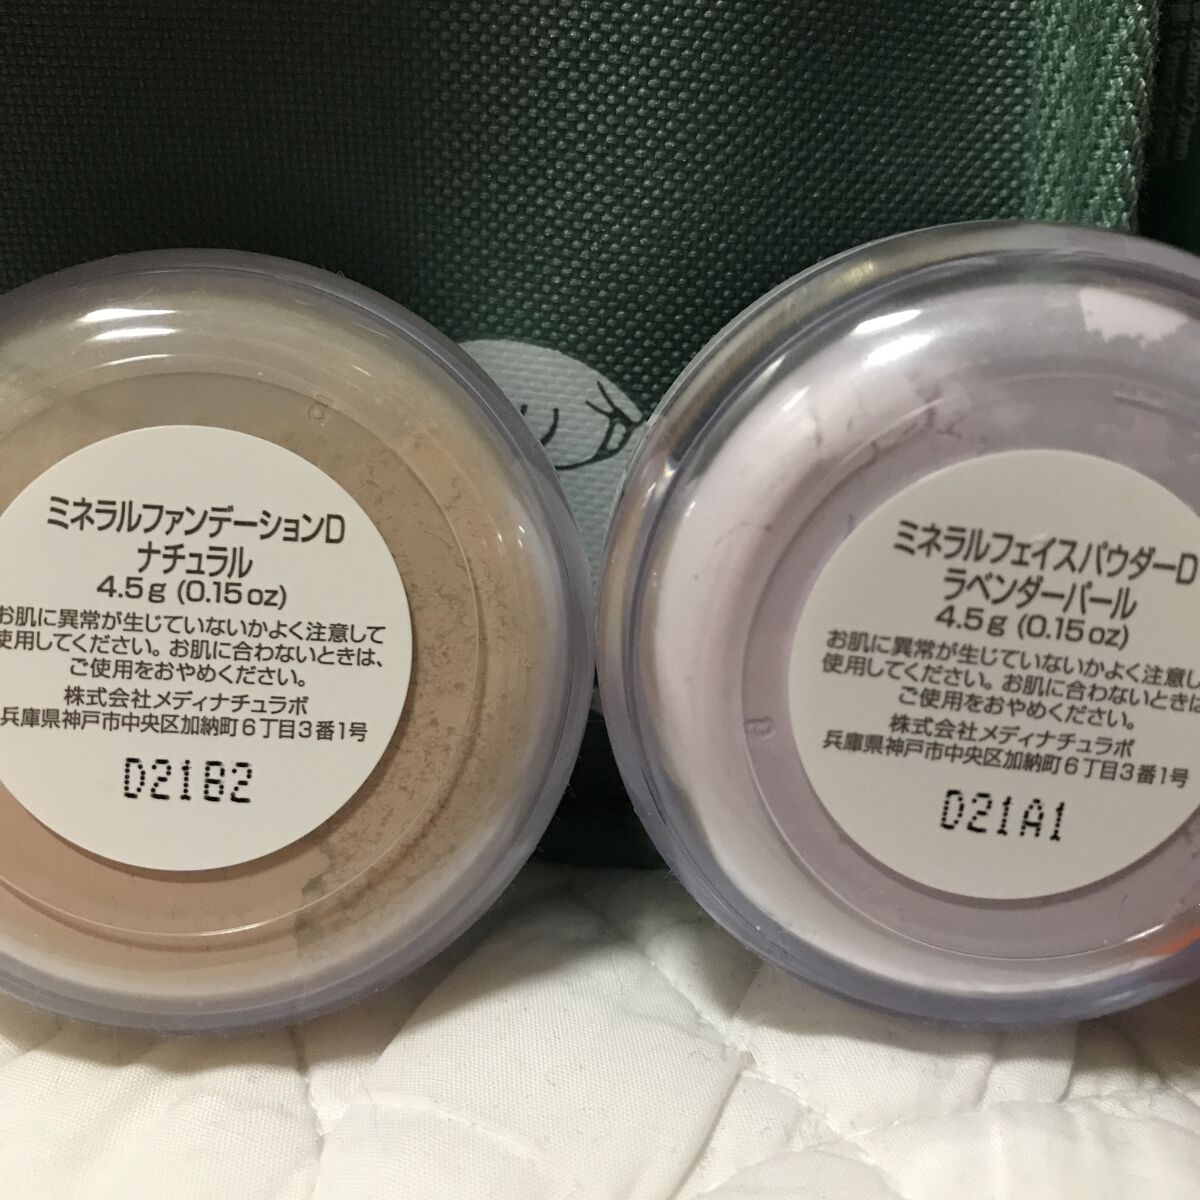 ミネラルファンデーションD
ナチュラル
4.5g (0.15oz)
お肌に異常が生じていないかよく注意して
使用してください。お肌に合わないときは、
ご使用をおやめください。
株式会社メディナチュラボ
兵庫県神戸市中央区加納町6丁目3番1号
D21B2
ミネラルフェイスパウダーD
ラベンダーパール
4.5g (0.15oz)
お肌に異常が生じていないかよく注意し
使用してください。お肌に合わないときは
ご使用をおやめください。
株式会社メディナチュラボ
兵庫県神戸市中央区加納町6丁目3番1号
D21A1